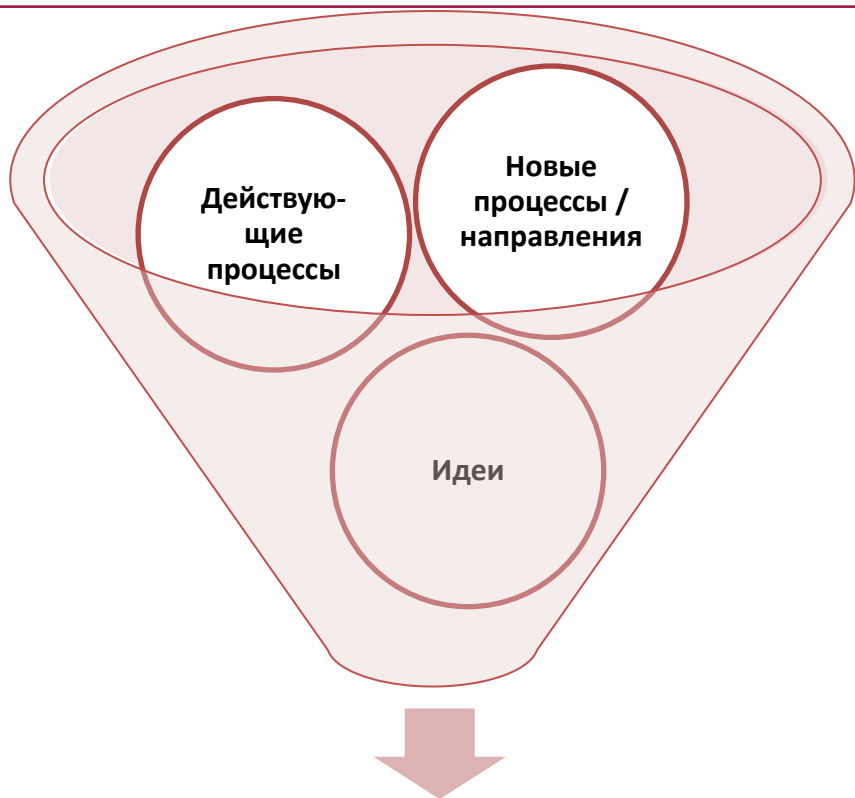 Действую-
щие
процессы
Новые
процессы /
направления
Идеи